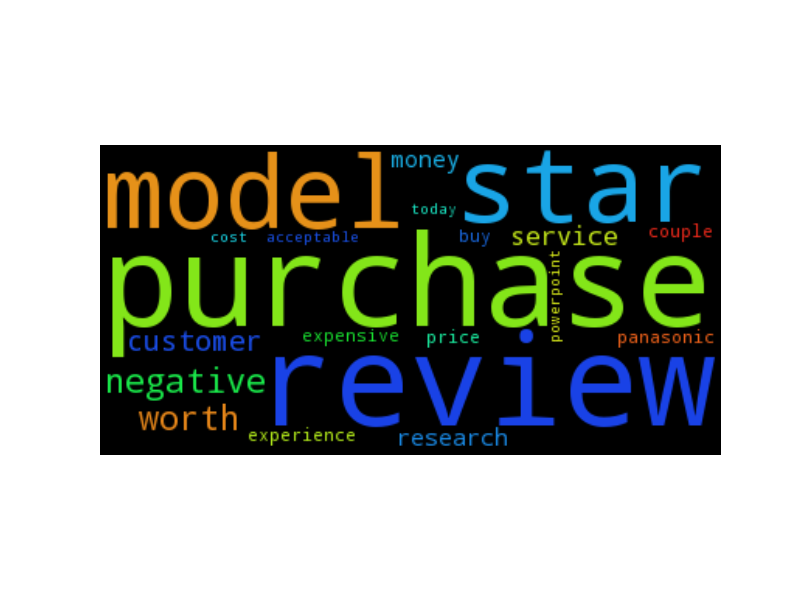 model
money
star
today
cost
acceptable
buy
service
couple
purchase
powerpoint
customer
expensive
price
panasonic
review
negative
worth
experience
research